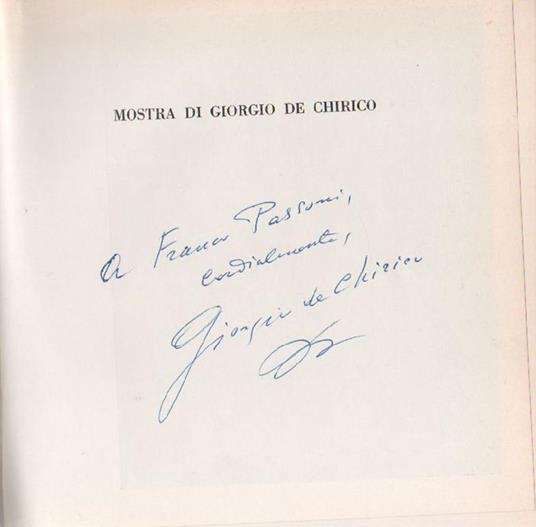 MOSTRA DI GIORGIO DE CHIRICO
A Franco Passoni,
cordialmente,
Giorgio de Chirico